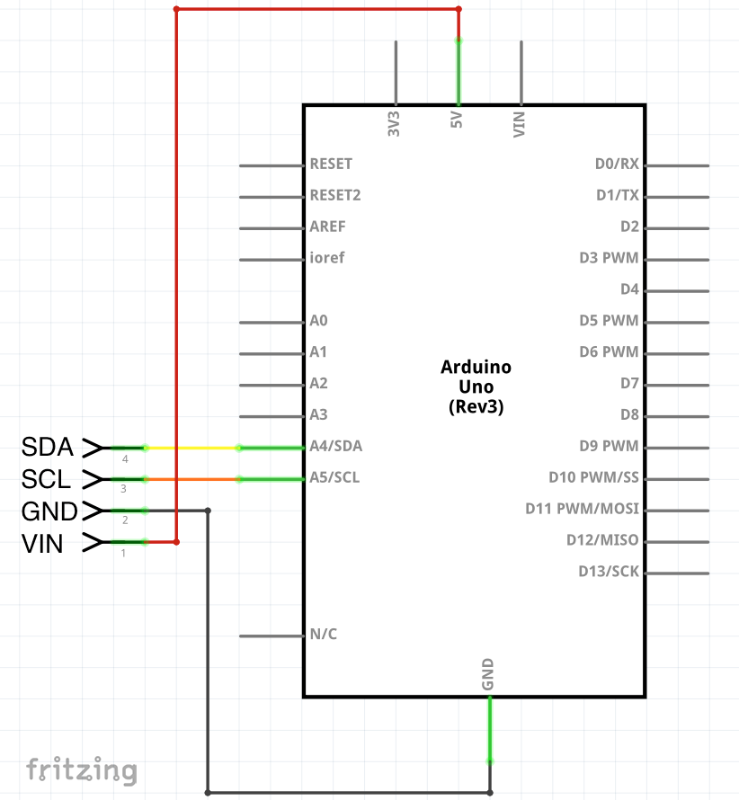 3V3
5V
VIN
RESET
RESET2
AREF
ioref
A0
A1
A2
A3
A4/SDA
A5/SCL
N/C
D0/RX
D1/TX
D2
D3 PWM
D4
D5 PWM
D6 PWM
D7
D8
D9 PWM
D10 PWM/SS
D11 PWM/MOSI
D12/MISO
D13/SCK
Arduino
Uno
(Rev3)
SDA
4
SCL
3
GND
2
VIN
1
GND
fritzing